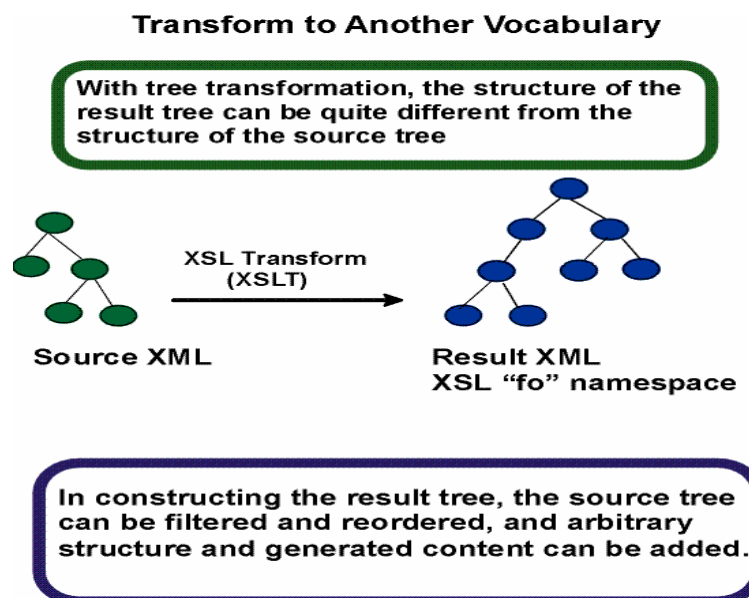 Transform to Another Vocabulary
With tree transformation, the structure of the
result tree can be quite different from the
structure of the source tree
XSL Transform
(XSLT)
Source XML
Result XML
XSL “fo” namespace
In constructing the result tree, the source tree
can be filtered and reordered, and arbitrary
structure and generated content can be added.